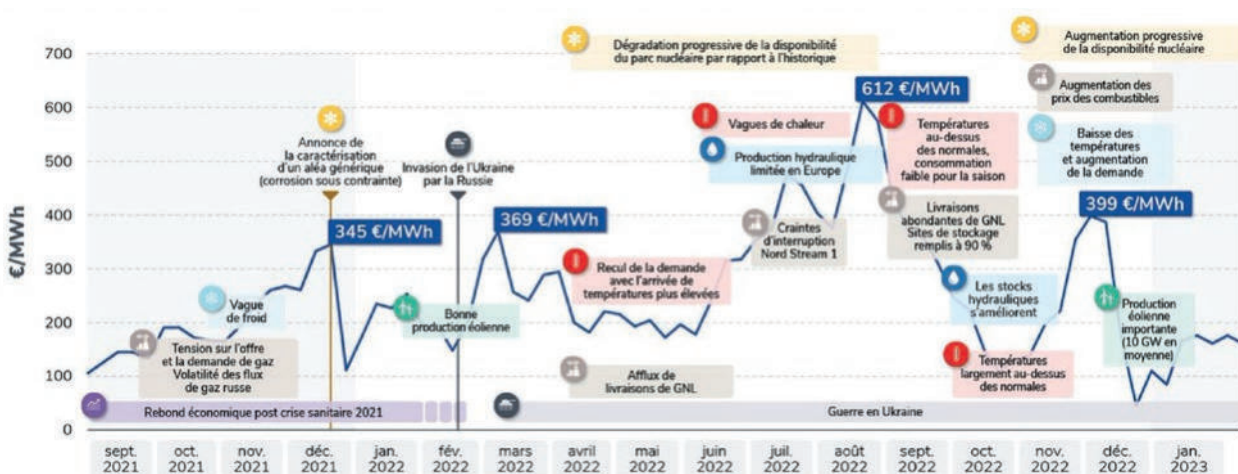 Dégradation progressive de la disponibilité
du parc nucléaire par rapport à l'historique
Augmentation progressive
de la disponibilité nucléaire
Augmentation des
prix des combustibles
Baisse des
températures
et augmentation
de la demande
612 €/MWh
Vagues de chaleur
Production hydraulique
limitée en Europe
Températures
au-dessus
des normales,
consommation
faible pour la saison
Annonce de
la caractérisation
d'un aléa générique
(corrosion sous contrainte)
Invasion de l'Ukraine
par la Russie
345 €/MWh
369 €/MWh
399 €/MWh
Craintes
d'interruption
Nord Stream 1
Livraisons
abondantes de GNL
Sites de stockage
remplis à 90 %
Recul de la demande
avec l'arrivée de
températures plus élevées
Vague
de froid
Bonne
production éolienne
Les stocks
hydrauliques
s'améliorent
Production
éolienne
importante
(10 GW en
moyenne)
Tension sur l'offre
et la demande de gaz
Volatilité des flux
de gaz russe
Afflux de
livraisons de GNL
Températures
largement au-dessus
des normales
Rebond économique post crise sanitaire 2021
Guerre en Ukraine
€/MWh
700
600
500
400
300
200
100
0
sept.
2021
oct.
2021
nov.
2021
déc.
2021
jan.
2022
fév.
2022
mars
2022
avril
2022
mai
2022
juin
2022
juil.
2022
août
2022
sept.
2022
oct.
2022
nov.
2022
déc.
2022
jan.
2023